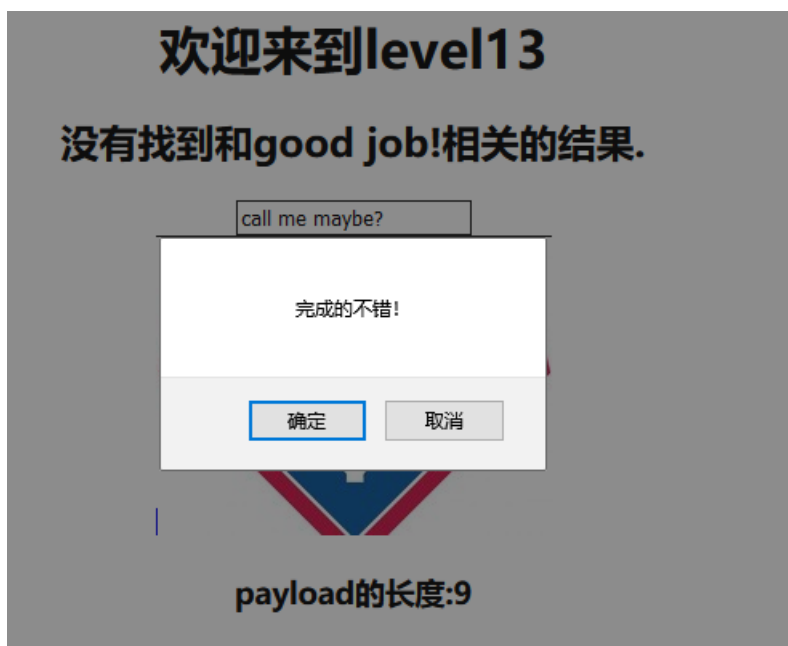 欢迎来到level13
没有找到和good job!相关的结果.
call me maybe?
完成的不错!
确定
取消
payload的长度:9